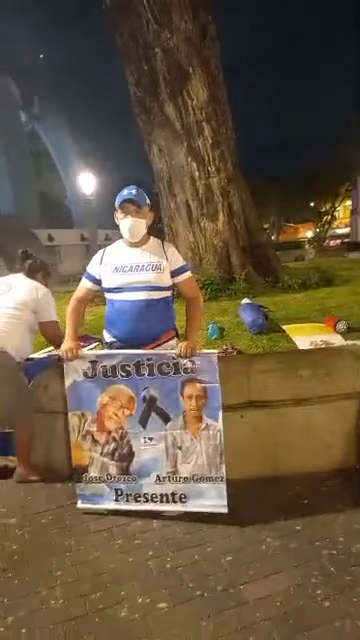 NICARAGUA
Justicia
I
Jose Orozco
Arturo Gomez
Presente